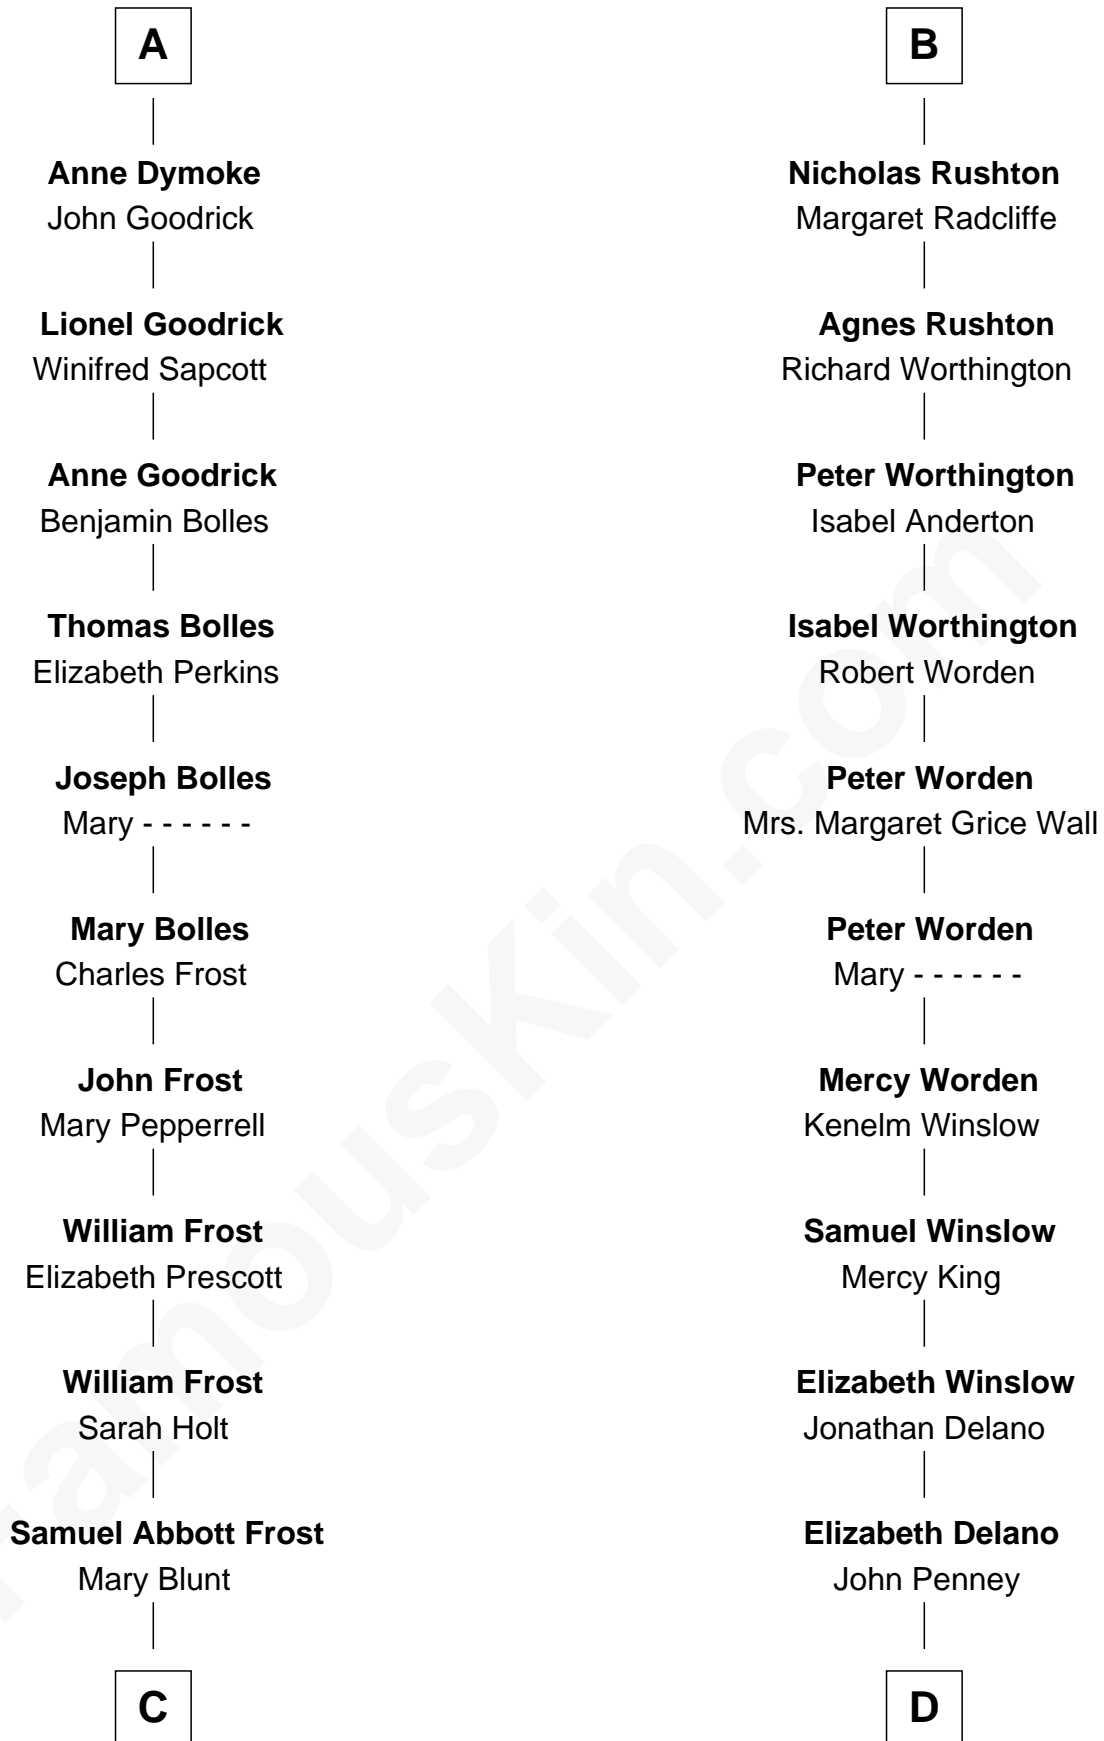 A
Anne Dymoke
John Goodrick
Lionel Goodrick
Winifred Sapcott
Anne Goodrick
Benjamin Bolles
Thomas Bolles
Elizabeth Perkins
Joseph Bolles
Mary - - - - - -
Mary Bolles
Charles Frost
John Frost
Mary Pepperrell
William Frost
Elizabeth Prescott
William Frost
Sarah Holt
Samuel Abbott Frost
Mary Blunt
C
B
Nicholas Rushton
Margaret Radcliffe
Agnes Rushton
Richard Worthington
Peter Worthington
Isabel Anderton
Isabel Worthington
Robert Worden
Peter Worden
Mrs. Margaret Grice Wall
Peter Worden
Mary - - - - - -
Mercy Worden
Kenelm Winslow
Samuel Winslow
Mercy King
Elizabeth Winslow
Jonathan Delano
Elizabeth Delano
John Penney
D
FamousKin.com